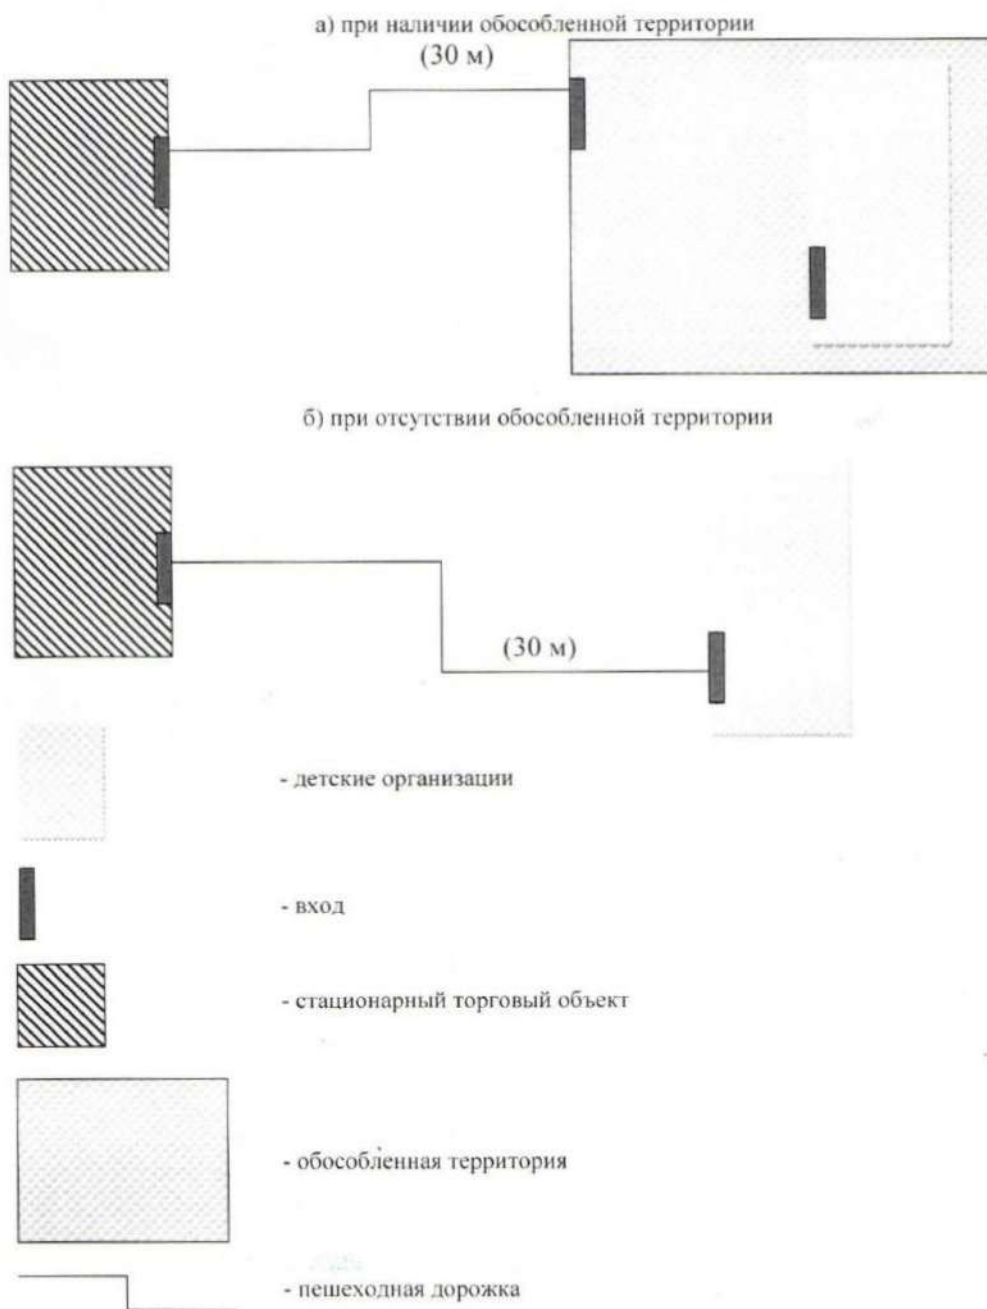 а) при наличии обособленной территории
(30 м)
б) при отсутствии обособленной территории
(30 м)
- детские организации
- вход
- стационарный торговый объект
- обособленная территория
- пешеходная дорожка